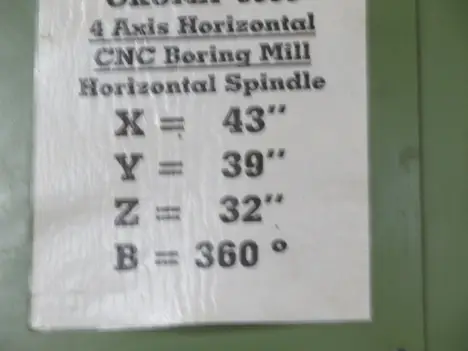 4 Axis Horizontal
CNC Boring Mill
Horizontal Spindle
X = 43"
Y = 39"
Z = 32"
B = 360 °